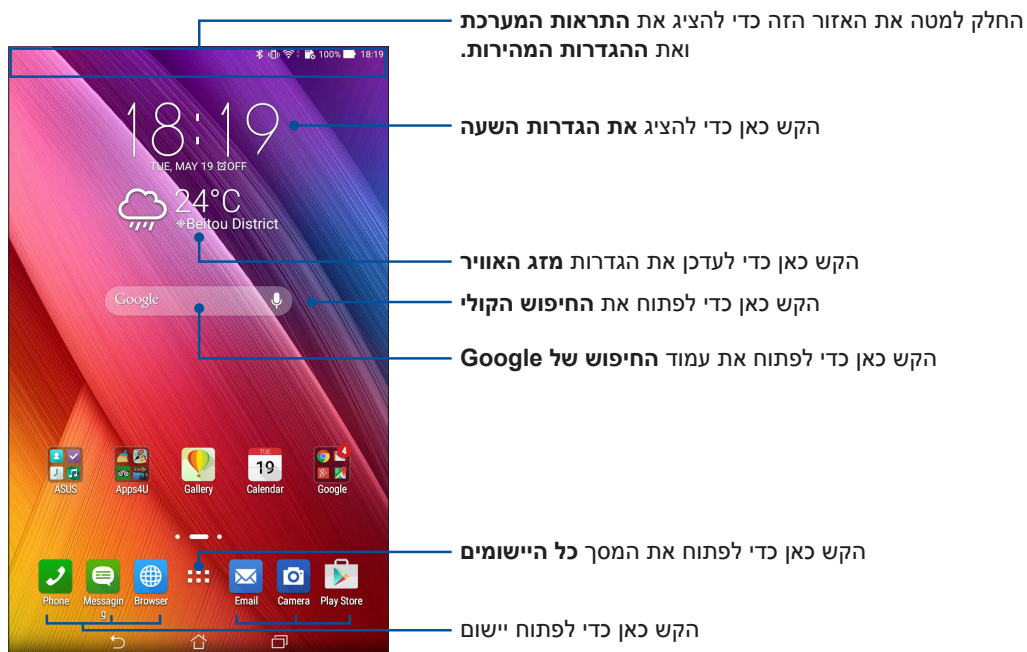 החלק למטה את האזור הזה כדי להציג את התראות המערכת
ואת ההגדרות המהירות.
100% 18:19
18:19
הקש כאן כדי להציג את הגדרות השעה
TUE, MAY 19 OFF
24°C
Beitou District
הקש כאן כדי לעדכן את הגדרות מזג האוויר
Google
הקש כאן כדי לפתוח את החיפוש הקולי
הקש כאן כדי לפתוח את עמוד החיפוש של Google
TUE
19
4
ASUS Apps4U Gallery Calendar Google
הקש כאן כדי לפתוח את המסך כל היישומים
Phone Messagin Browser Email Camera Play Store
g
הקש כאן כדי לפתוח יישום